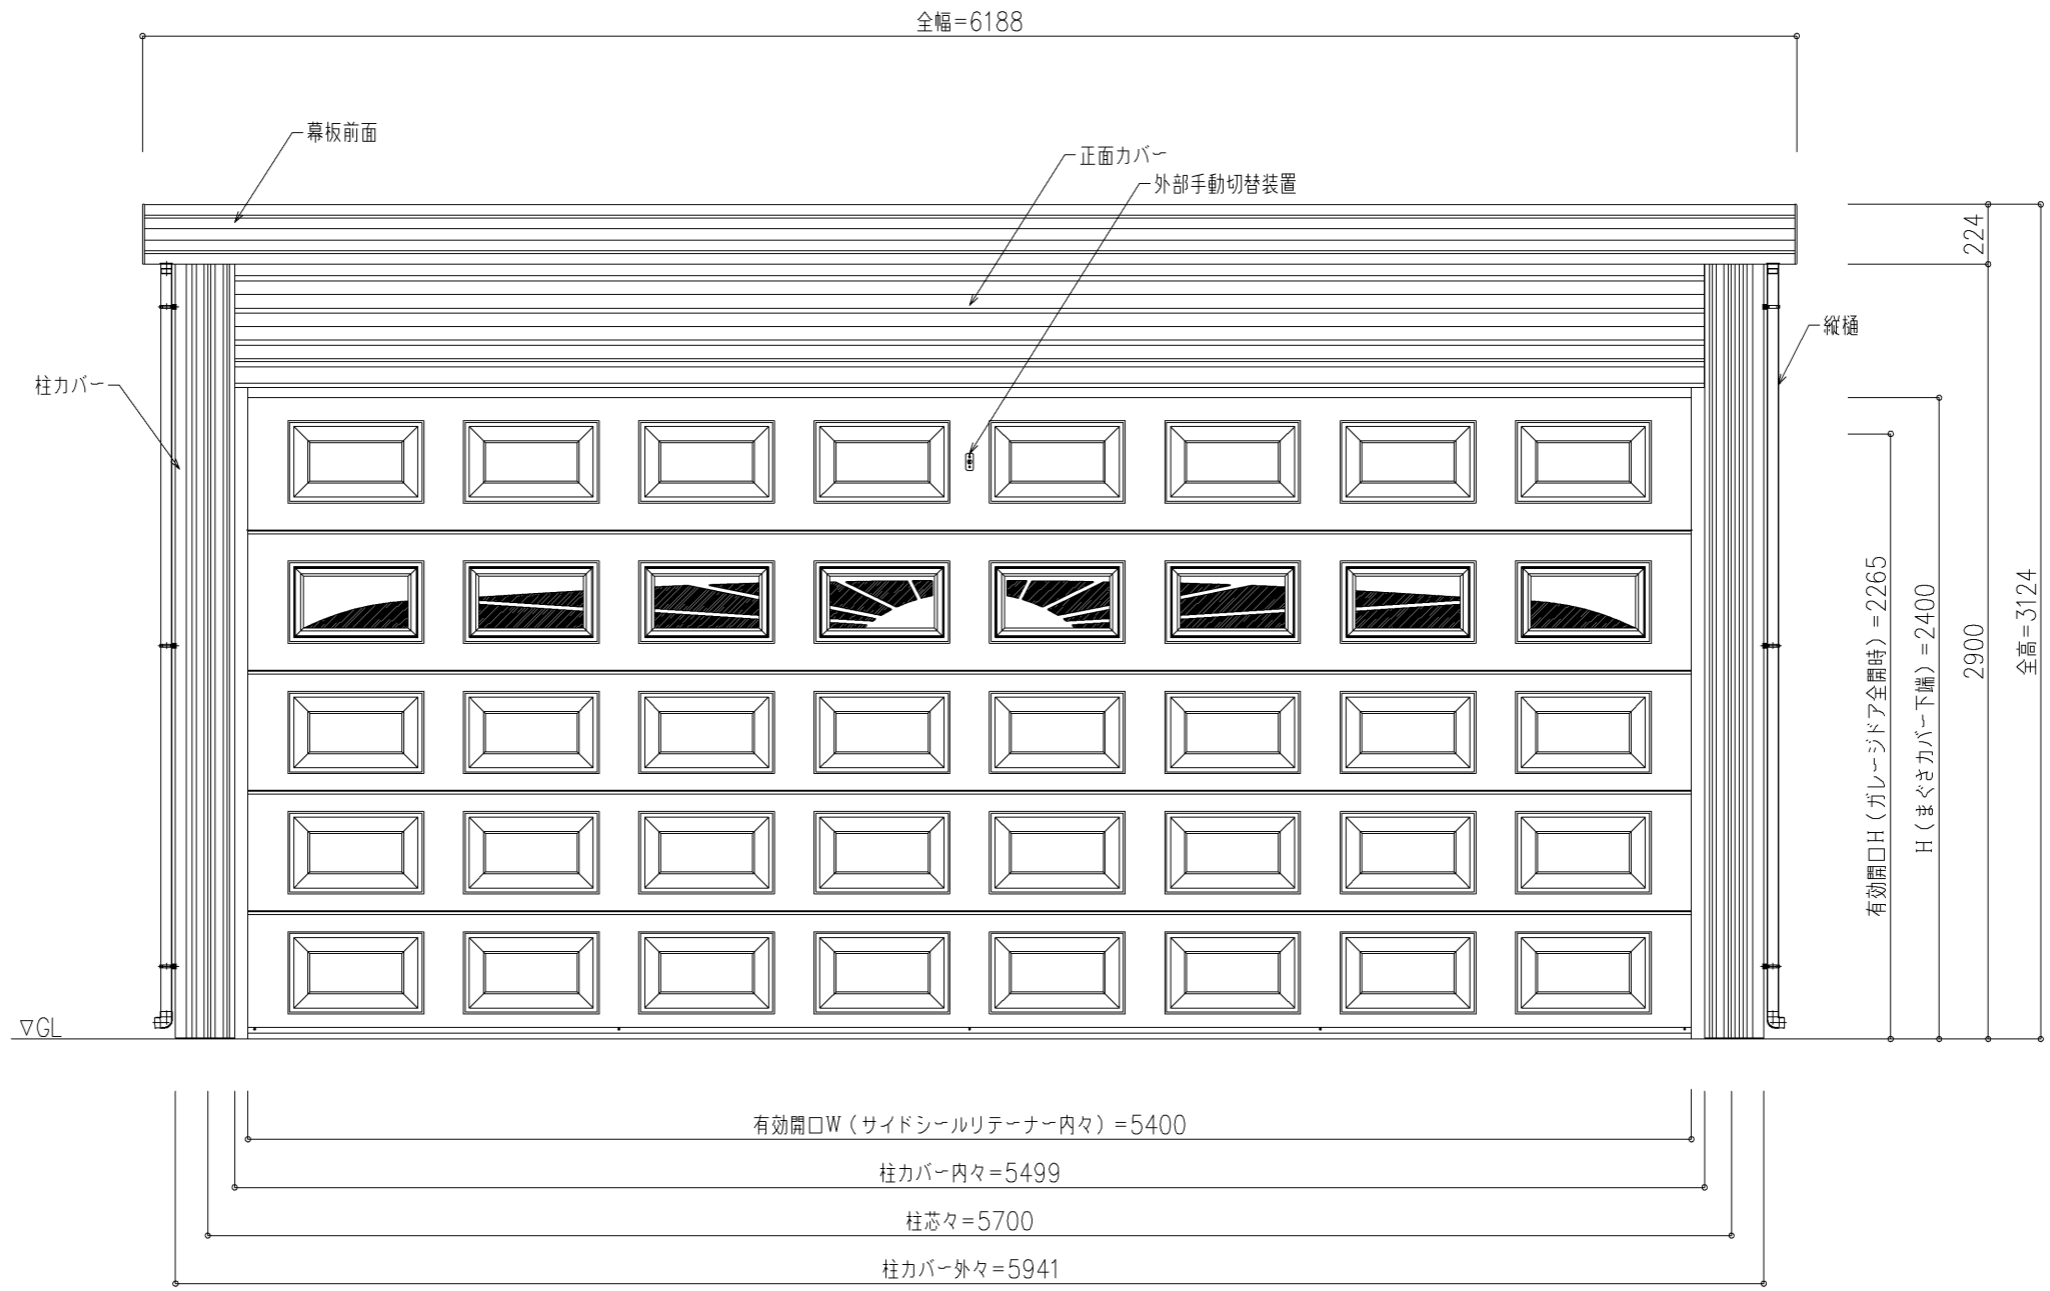 全幅=6188
幕板前面
正面カバー
外部手動切替装置
224
縦樋
柱カバー
有効開口H(ガレージドア全開時)=2265
H(まぐさカバー下端)=2400
2900
全高=3124
▽GL
有効開口W(サイドシールリテーナー内々)=5400
柱カバー内々=5499
柱芯々=5700
柱カバー外々=5941